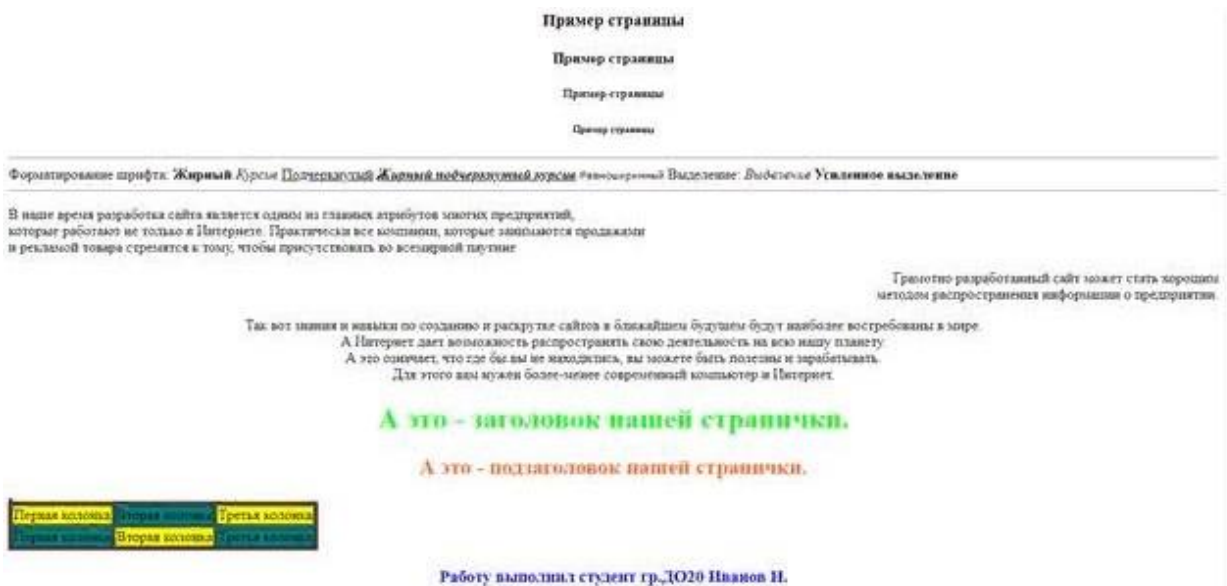 Пример страницы
Пример страницы
Пример страницы
Пример страницы
Форматирование шрифта: Жирный Курсив Подчеркнутый Жирный подчеркнутый курсив Равноширинный Выделение: Выделение Усиленное выделение
В наше время разработка сайта является одним из главных атрибутов многих предприятий,
которые работают не только в Интернете. Практически все компании, которые занимаются продажами
и рекламой товара стремятся к тому, чтобы присутствовать во всемирной паутине
Грамотно разработанный сайт может стать хорошим
методом распространения информации о предприятии.
Так вот знания и навыки по созданию и раскрутке сайтов в ближайшем будущем будут наиболее востребованы в мире.
А Интернет дает возможность распространять свою деятельность на всю нашу планету
А это означает, что где бы вы не находились, вы можете быть полезны и зарабатывать.
Для этого вам нужен более-менее современный компьютер и Интернет.
А это - заголовок нашей странички.
А это - подзаголовок нашей странички.
Первая колонка Вторая колонка Третья колонка
Первая колонка Вторая колонка Третья колонка
Работу выполнил студент гр.ДО20 Иванов И.